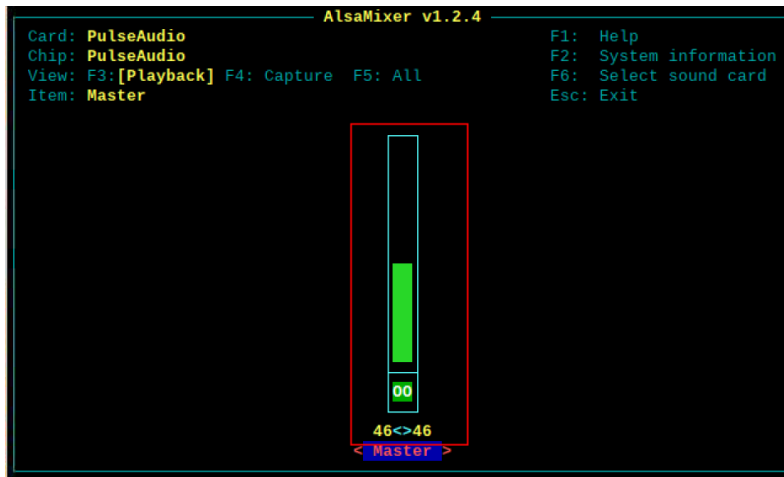 AlsaMixer v1.2.4
Card: PulseAudio F1: Help
Chip: PulseAudio F2: System information
View: F3:[Playback] F4: Capture F5: All F6: Select sound card
Item: Master Esc: Exit
00
46<>46
< Master >